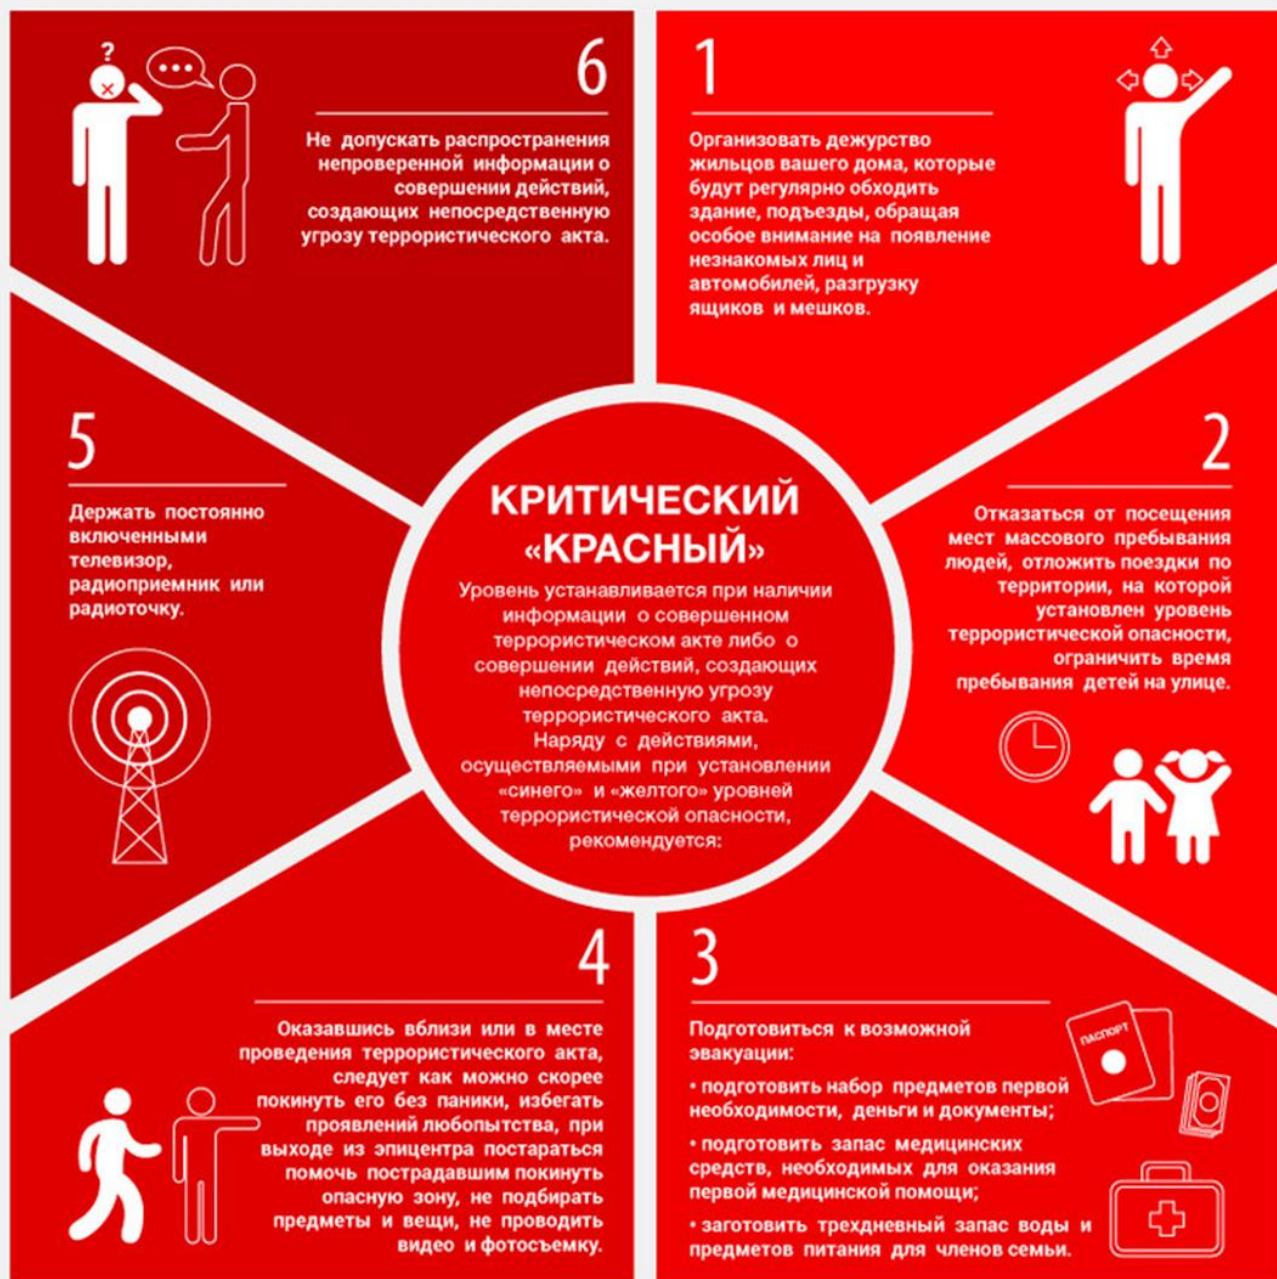 КРИТИЧЕСКИЙ
«КРАСНЫЙ»
Уровень устанавливается при наличии
информации о совершенном
террористическом акте либо о
совершении действий, создающих
непосредственную угрозу
террористического акта.
Наряду с действиями,
осуществляемыми при установлении
«синего» и «желтого» уровней
террористической опасности,
рекомендуется:
1
Организовать дежурство
жильцов вашего дома, которые
будут регулярно обходить
здание, подъезды, обращая
особое внимание на появление
незнакомых лиц и
автомобилей, разгрузку
ящиков и мешков.
2
Отказаться от посещения
мест массового пребывания
людей, отложить поездки по
территории, на которой
установлен уровень
террористической опасности,
ограничить время
пребывания детей на улице.
3
Подготовиться к возможной
эвакуации:
• подготовить набор предметов первой
необходимости, деньги и документы;
• подготовить запас медицинских
средств, необходимых для оказания
первой медицинской помощи;
• заготовить трехдневный запас воды и
предметов питания для членов семьи.
ПАСПОРТ
4
Оказавшись вблизи или в месте
проведения террористического акта,
следует как можно скорее
покинуть его без паники, избегать
проявлений любопытства, при
выходе из эпицентра постараться
помочь пострадавшим покинуть
опасную зону, не подбирать
предметы и вещи, не проводить
видео и фотосъемку.
5
Держать постоянно
включенными
телевизор,
радиоприемник или
радиоточку.
6
Не допускать распространения
непроверенной информации о
совершении действий,
создающих непосредственную
угрозу террористического акта.
?